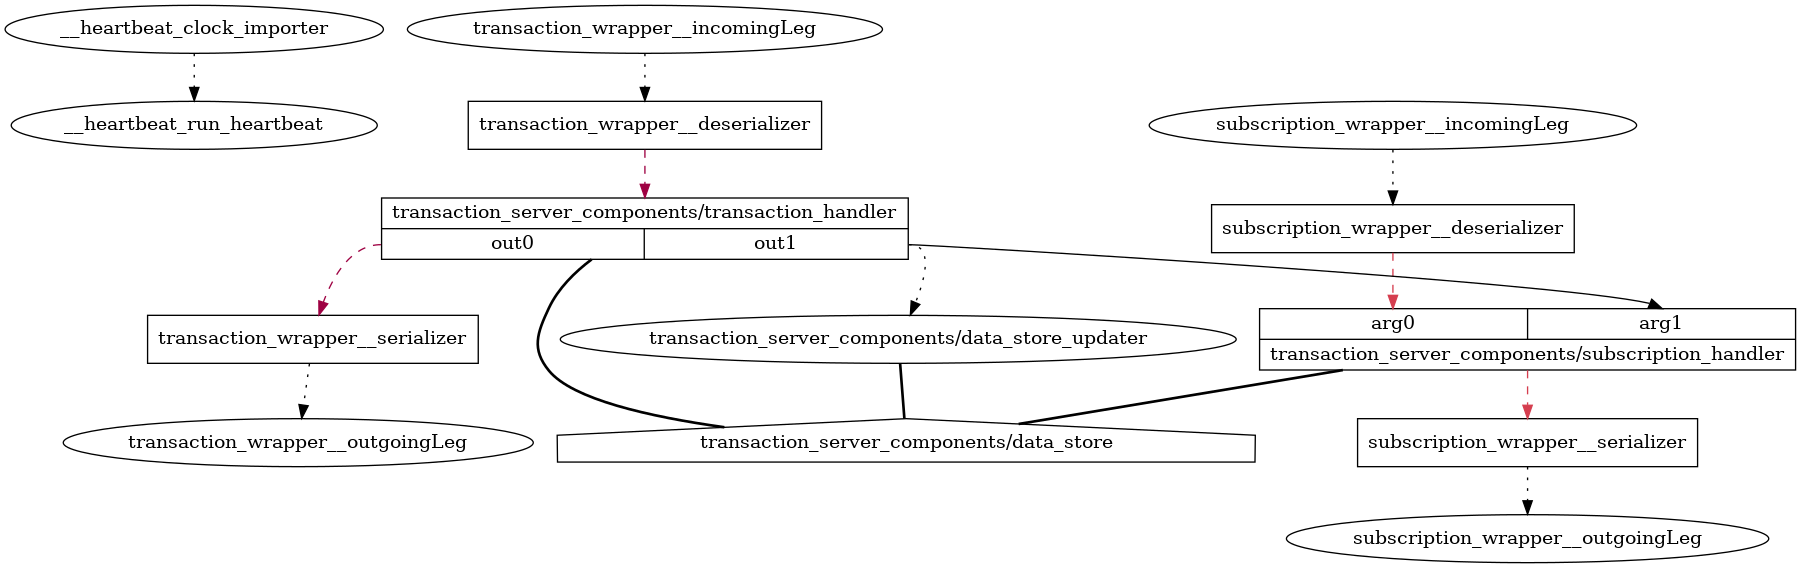 __heartbeat_clock_importer
transaction_wrapper__incomingLeg
__heartbeat_run_heartbeat
transaction_wrapper__deserializer
subscription_wrapper__incomingLeg
transaction_server_components/transaction_handler
out0
out1
subscription_wrapper__deserializer
transaction_wrapper__serializer
transaction_server_components/data_store_updater
arg0
arg1
transaction_server_components/subscription_handler
transaction_wrapper__outgoingLeg
transaction_server_components/data_store
subscription_wrapper__serializer
subscription_wrapper__outgoingLeg